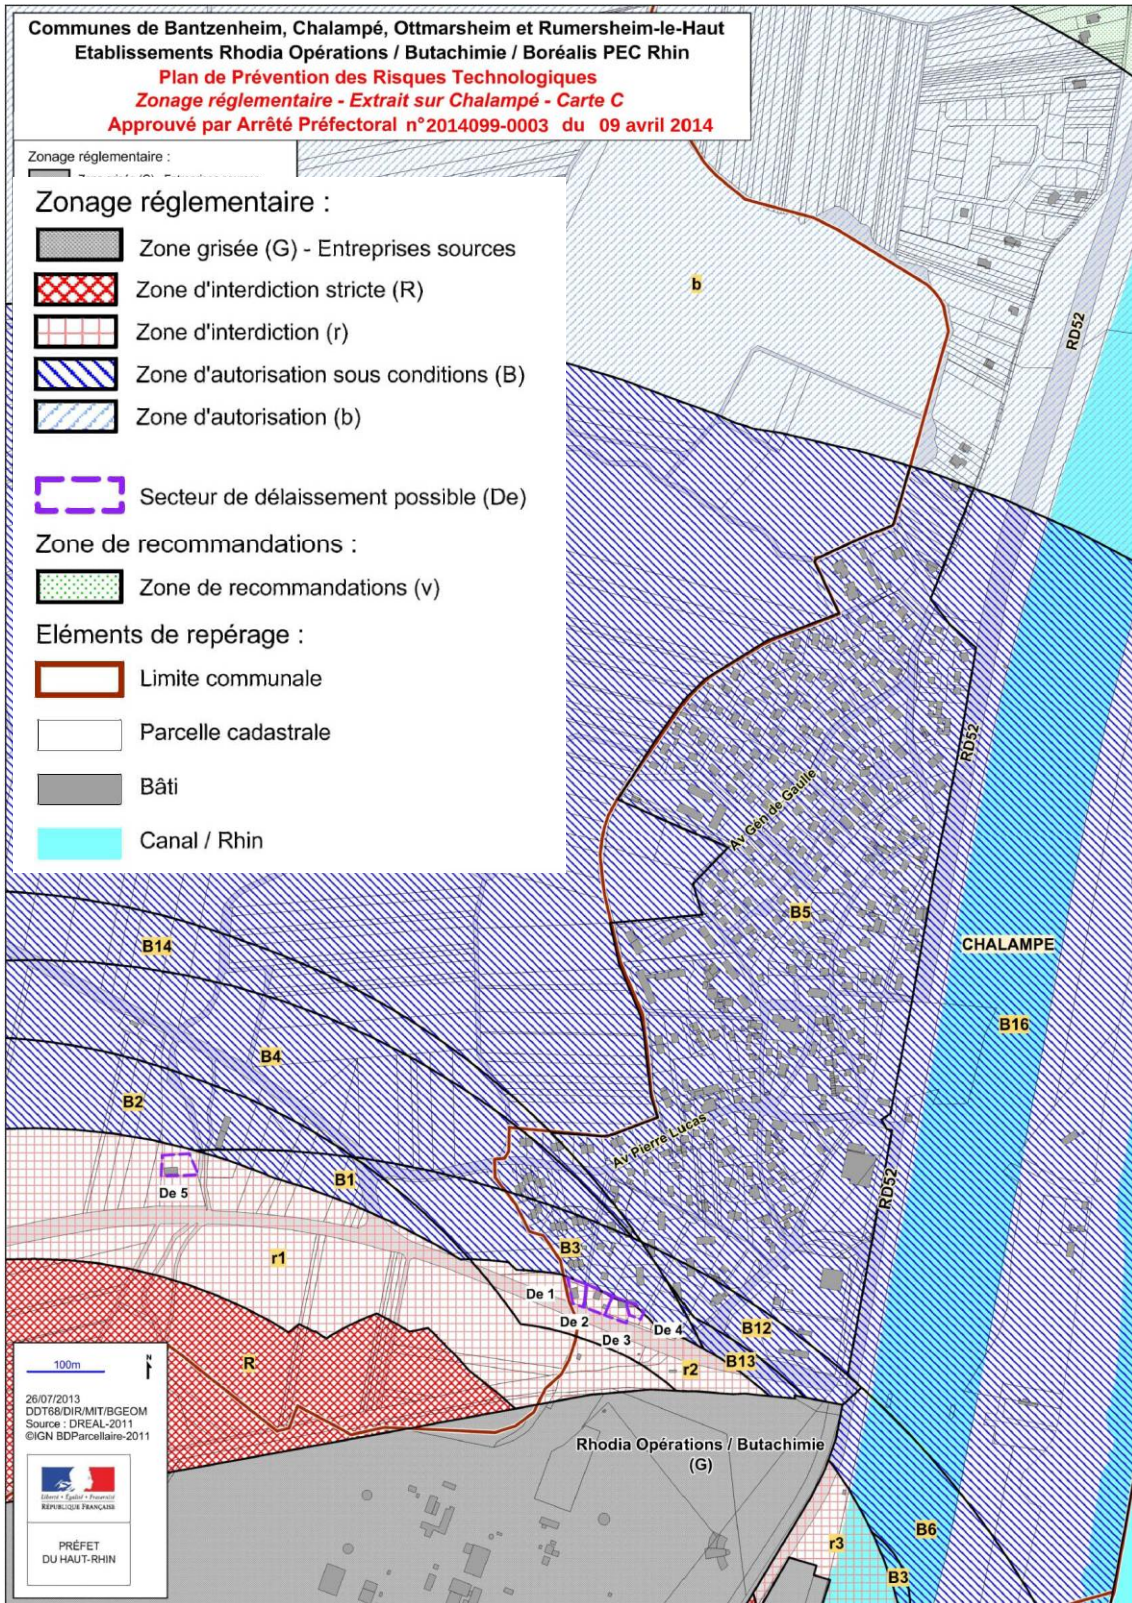 Communes de Bantzenheim, Chalampé, Ottmarsheim et Rumersheim-le-Haut
Etablissements Rhodia Opérations / Butachimie / Boréalis PEC Rhin
Plan de Prévention des Risques Technologiques
Zonage réglementaire - Extrait sur Chalampé - Carte C
Approuvé par Arrêté Préfectoral n°2014099-0003 du 09 avril 2014
Zonage réglementaire :
Zonage réglementaire :
Zone grisée (G) - Entreprises sources
Zone d'interdiction stricte (R)
Zone d'interdiction (r)
Zone d'autorisation sous conditions (B)
Zone d'autorisation (b)
Secteur de délaissement possible (De)
Zone de recommandations :
Zone de recommandations (v)
Eléments de repérage :
Limite communale
Parcelle cadastrale
Bâti
Canal / Rhin
b
RD52
RD52
Av Gén de Gaulle
B5
B14
CHALAMPE
B16
B4
B2
Av Pierre Lucas
B1
De 5
RD52
B3
r1
De 1
De 2
De 3
De 4
B12
B13
r2
R
Rhodia Opérations / Butachimie
(G)
B6
r3
B3
100m
N
26/07/2013
DDT68/DIR/MIT/BGEOM
Source : DREAL-2011
©IGN BDParcellaire-2011
Liberté • Égalité • Fraternité
RÉPUBLIQUE FRANÇAISE
PRÉFET
DU HAUT-RHIN